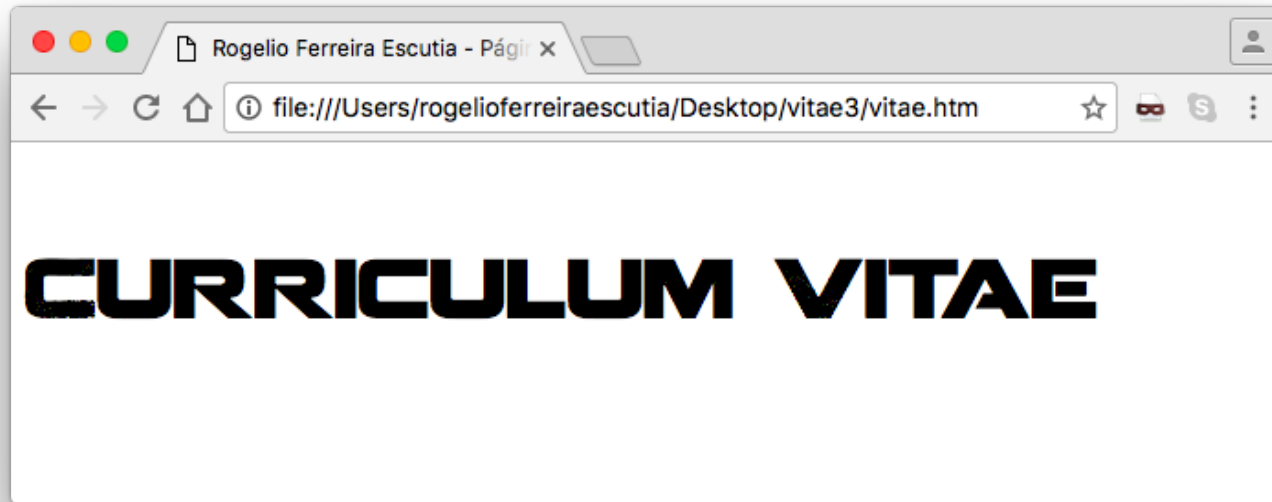 Rogelio Ferreira Escutia - Págir
file:///Users/rogelioferreiraescutia/Desktop/vitae3/vitae.htm
CURRICULUM VITAE